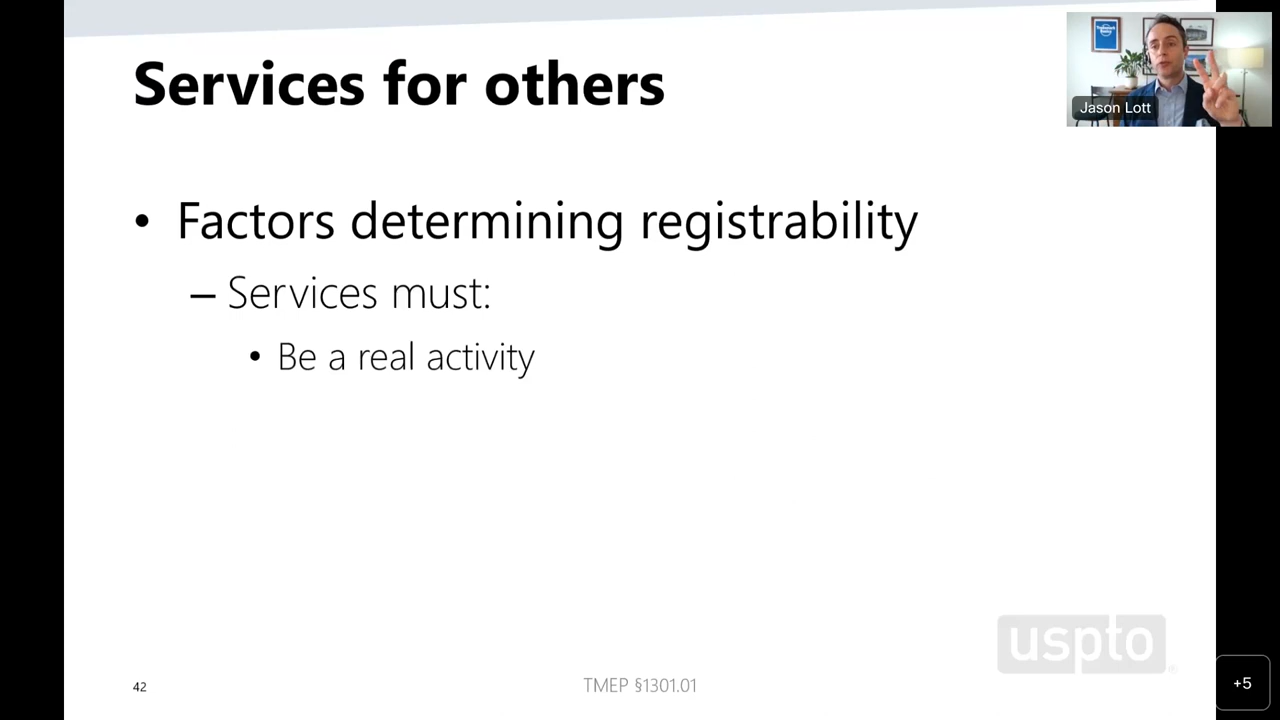 Services for others
Jason Lott
• Factors determining registrability
– Services must:
• Be a real activity
uspto
42
TMEP §1301.01
+5